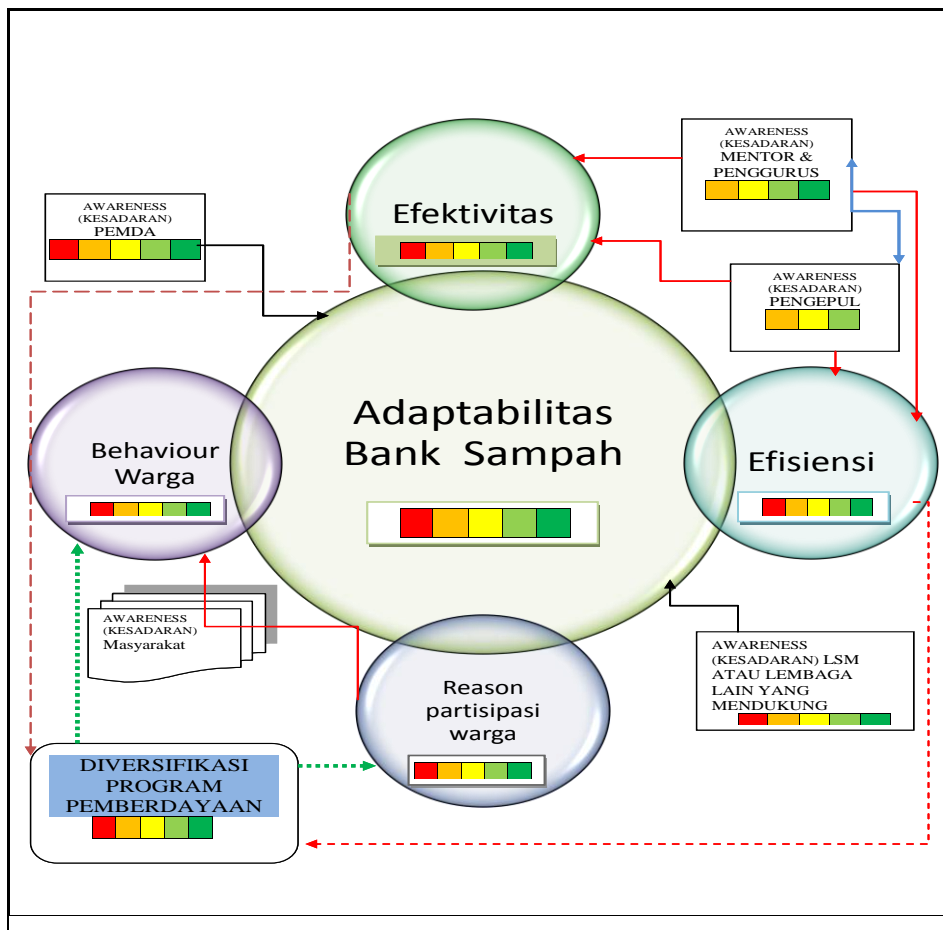 AWARENESS
(KESADARAN)
MENTOR &
PENGGURUS
AWARENESS
(KESADARAN)
PEMDA
Efektivitas
AWARENESS
(KESADARAN)
PENGEPUL
Adaptabilitas
Bank Sampah
Behaviour
Warga
Efisiensi
AWARENESS
(KESADARAN)
Masyarakat
AWARENESS
(KESADARAN) LSM
ATAU LEMBAGA
LAIN YANG
MENDUKUNG
Reason
partisipasi
warga
DIVERSIFIKASI
PROGRAM
PEMBERDAYAAN